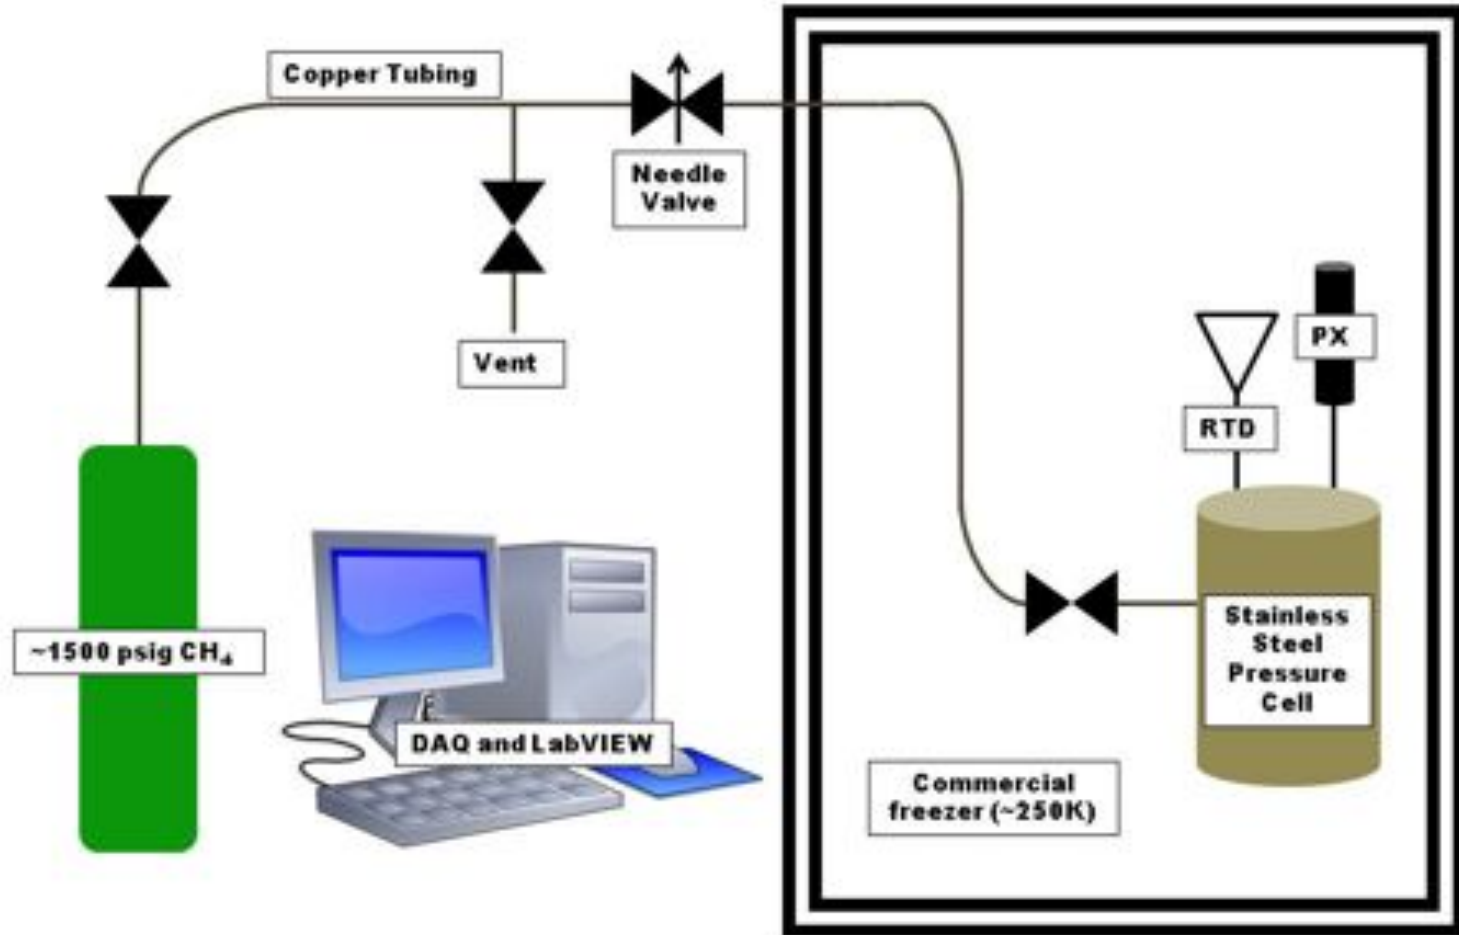 Copper Tubing
Needle
Valve
Vent
PX
RTD
~1500 psig CH₄
DAQ and LabVIEW
Stainless
Steel
Pressure
Cell
Commercial
freezer (~250K)